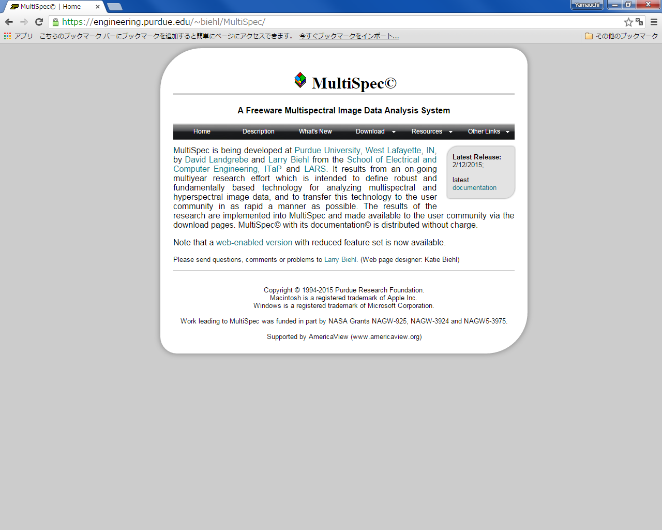 MultiSpec© | Home
Yamauchi
https://engineering.purdue.edu/~biehl/MultiSpec/
アプリ こちらのブックマーク バーにブックマークを追加すると簡単にページにアクセスできます。 今すぐブックマークをインポート... その他のブックマーク
MultiSpec©
A Freeware Multispectral Image Data Analysis System
Home Description What's New Download Resources Other Links
MultiSpec is being developed at Purdue University, West Lafayette, IN,
by David Landgrebe and Larry Biehl from the School of Electrical and
Computer Engineering, ITaP and LARS. It results from an on-going
multiyear research effort which is intended to define robust and
fundamentally based technology for analyzing multispectral and
hyperspectral image data, and to transfer this technology to the user
community in as rapid a manner as possible. The results of the
research are implemented into MultiSpec and made available to the user community via the
download pages. MultiSpec© with its documentation© is distributed without charge.
Latest Release:
2/12/2015;
latest
documentation
Note that a web-enabled version with reduced feature set is now available.
Please send questions, comments or problems to Larry Biehl. (Web page designer: Katie Biehl)
Copyright © 1994-2015 Purdue Research Foundation.
Macintosh is a registered trademark of Apple Inc.
Windows is a registered trademark of Microsoft Corporation.
Work leading to MultiSpec was funded in part by NASA Grants NAGW-925, NAGW-3924 and NAGW5-3975.
Supported by AmericaView (www.americaview.org)